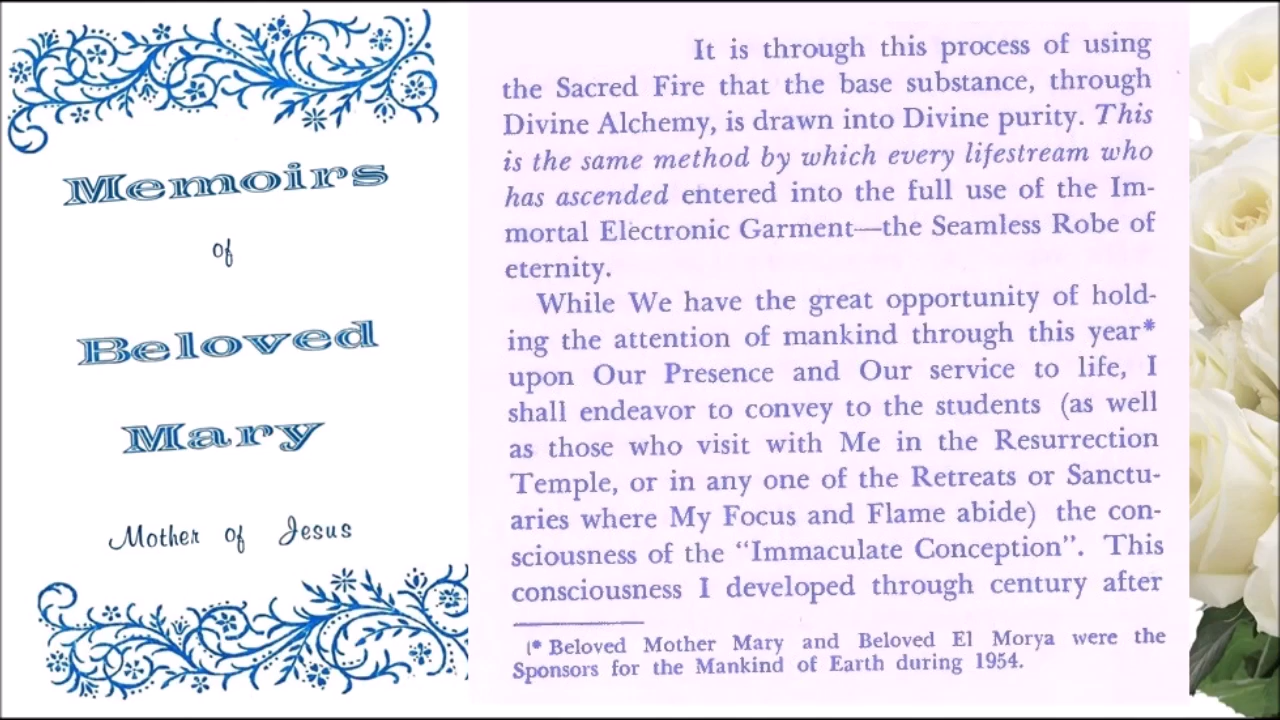 Memoirs
of
Beloved
Mary
Mother of Jesus
It is through this process of using
the Sacred Fire that the base substance, through
Divine Alchemy, is drawn into Divine purity. This
is the same method by which every lifestream who
has ascended entered into the full use of the Im-
mortal Electronic Garment—the Seamless Robe of
eternity.
While We have the great opportunity of hold-
ing the attention of mankind through this year*
upon Our Presence and Our service to life, I
shall endeavor to convey to the students (as well
as those who visit with Me in the Resurrection
Temple, or in any one of the Retreats or Sanctu-
aries where My Focus and Flame abide) the con-
sciousness of the “Immaculate Conception”. This
consciousness I developed through century after
(* Beloved Mother Mary and Beloved El Morya were the
Sponsors for the Mankind of Earth during 1954.